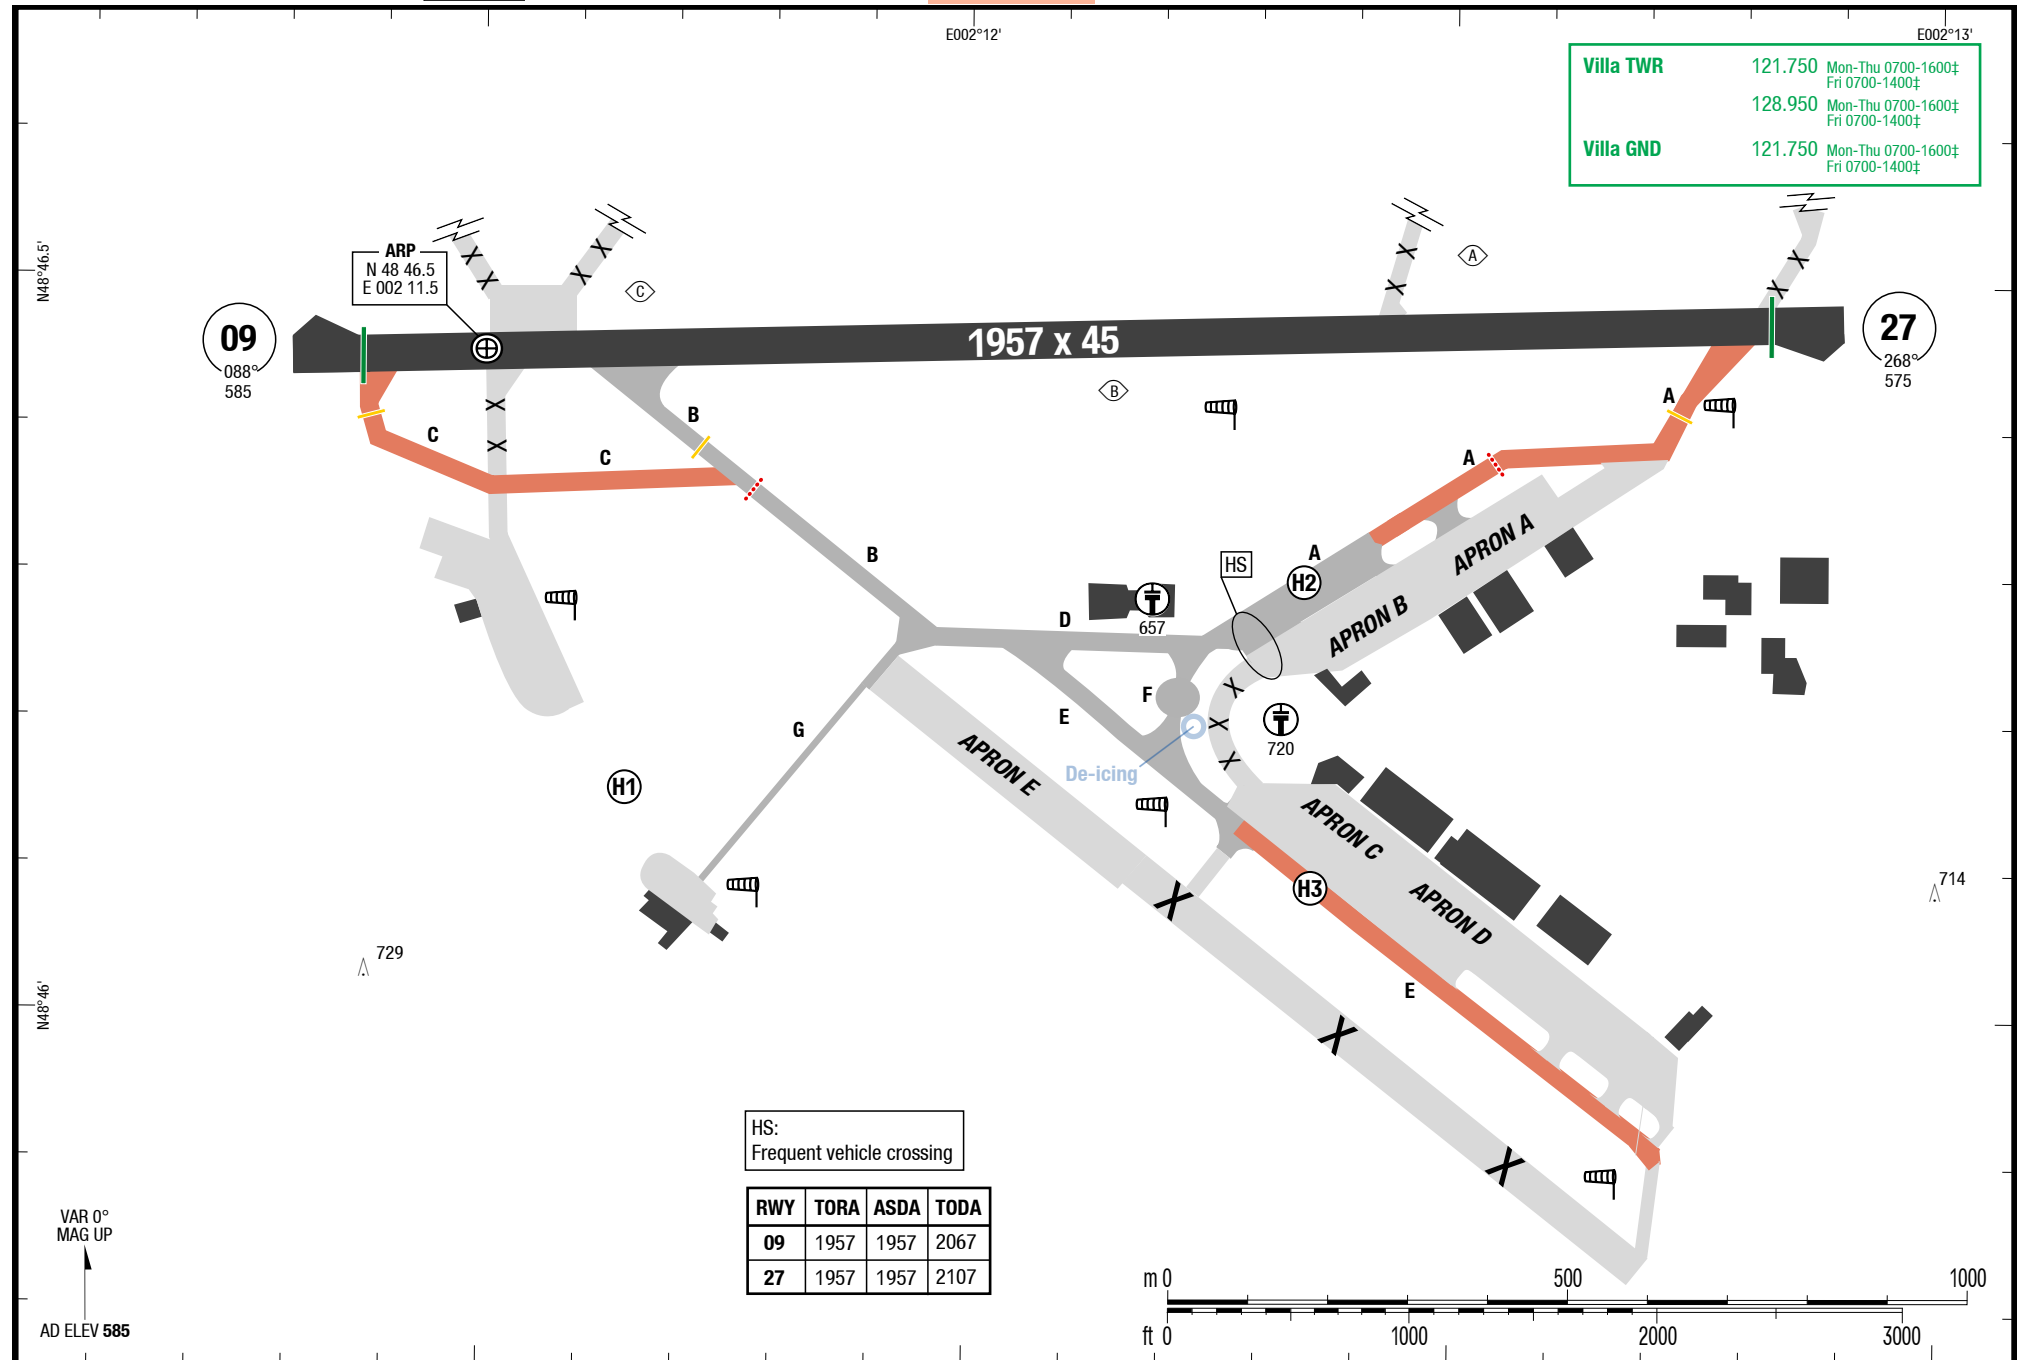 E002°12'
E002°13'
Villa TWR 121.750 Mon-Thu 0700-1600‡
Fri 0700-1400‡
128.950 Mon-Thu 0700-1600‡
Fri 0700-1400‡
Villa GND 121.750 Mon-Thu 0700-1600‡
Fri 0700-1400‡
N48°46.5'
ARP
N 48 46.5
E 002 11.5
C
A
09
088°
585
1957 x 45
27
268°
575
B
B
A
C
C
A
B
A
HS
H2
APRON A
APRON B
D
657
F
E
G
720
APRON E
De-icing
H1
APRON C
H3
APRON D
714
729
E
N48°46'
HS:
Frequent vehicle crossing
RWY TORA ASDA TODA
09 1957 1957 2067
27 1957 1957 2107
VAR 0°
MAG UP
AD ELEV 585
m 0 500 1000
ft 0 1000 2000 3000